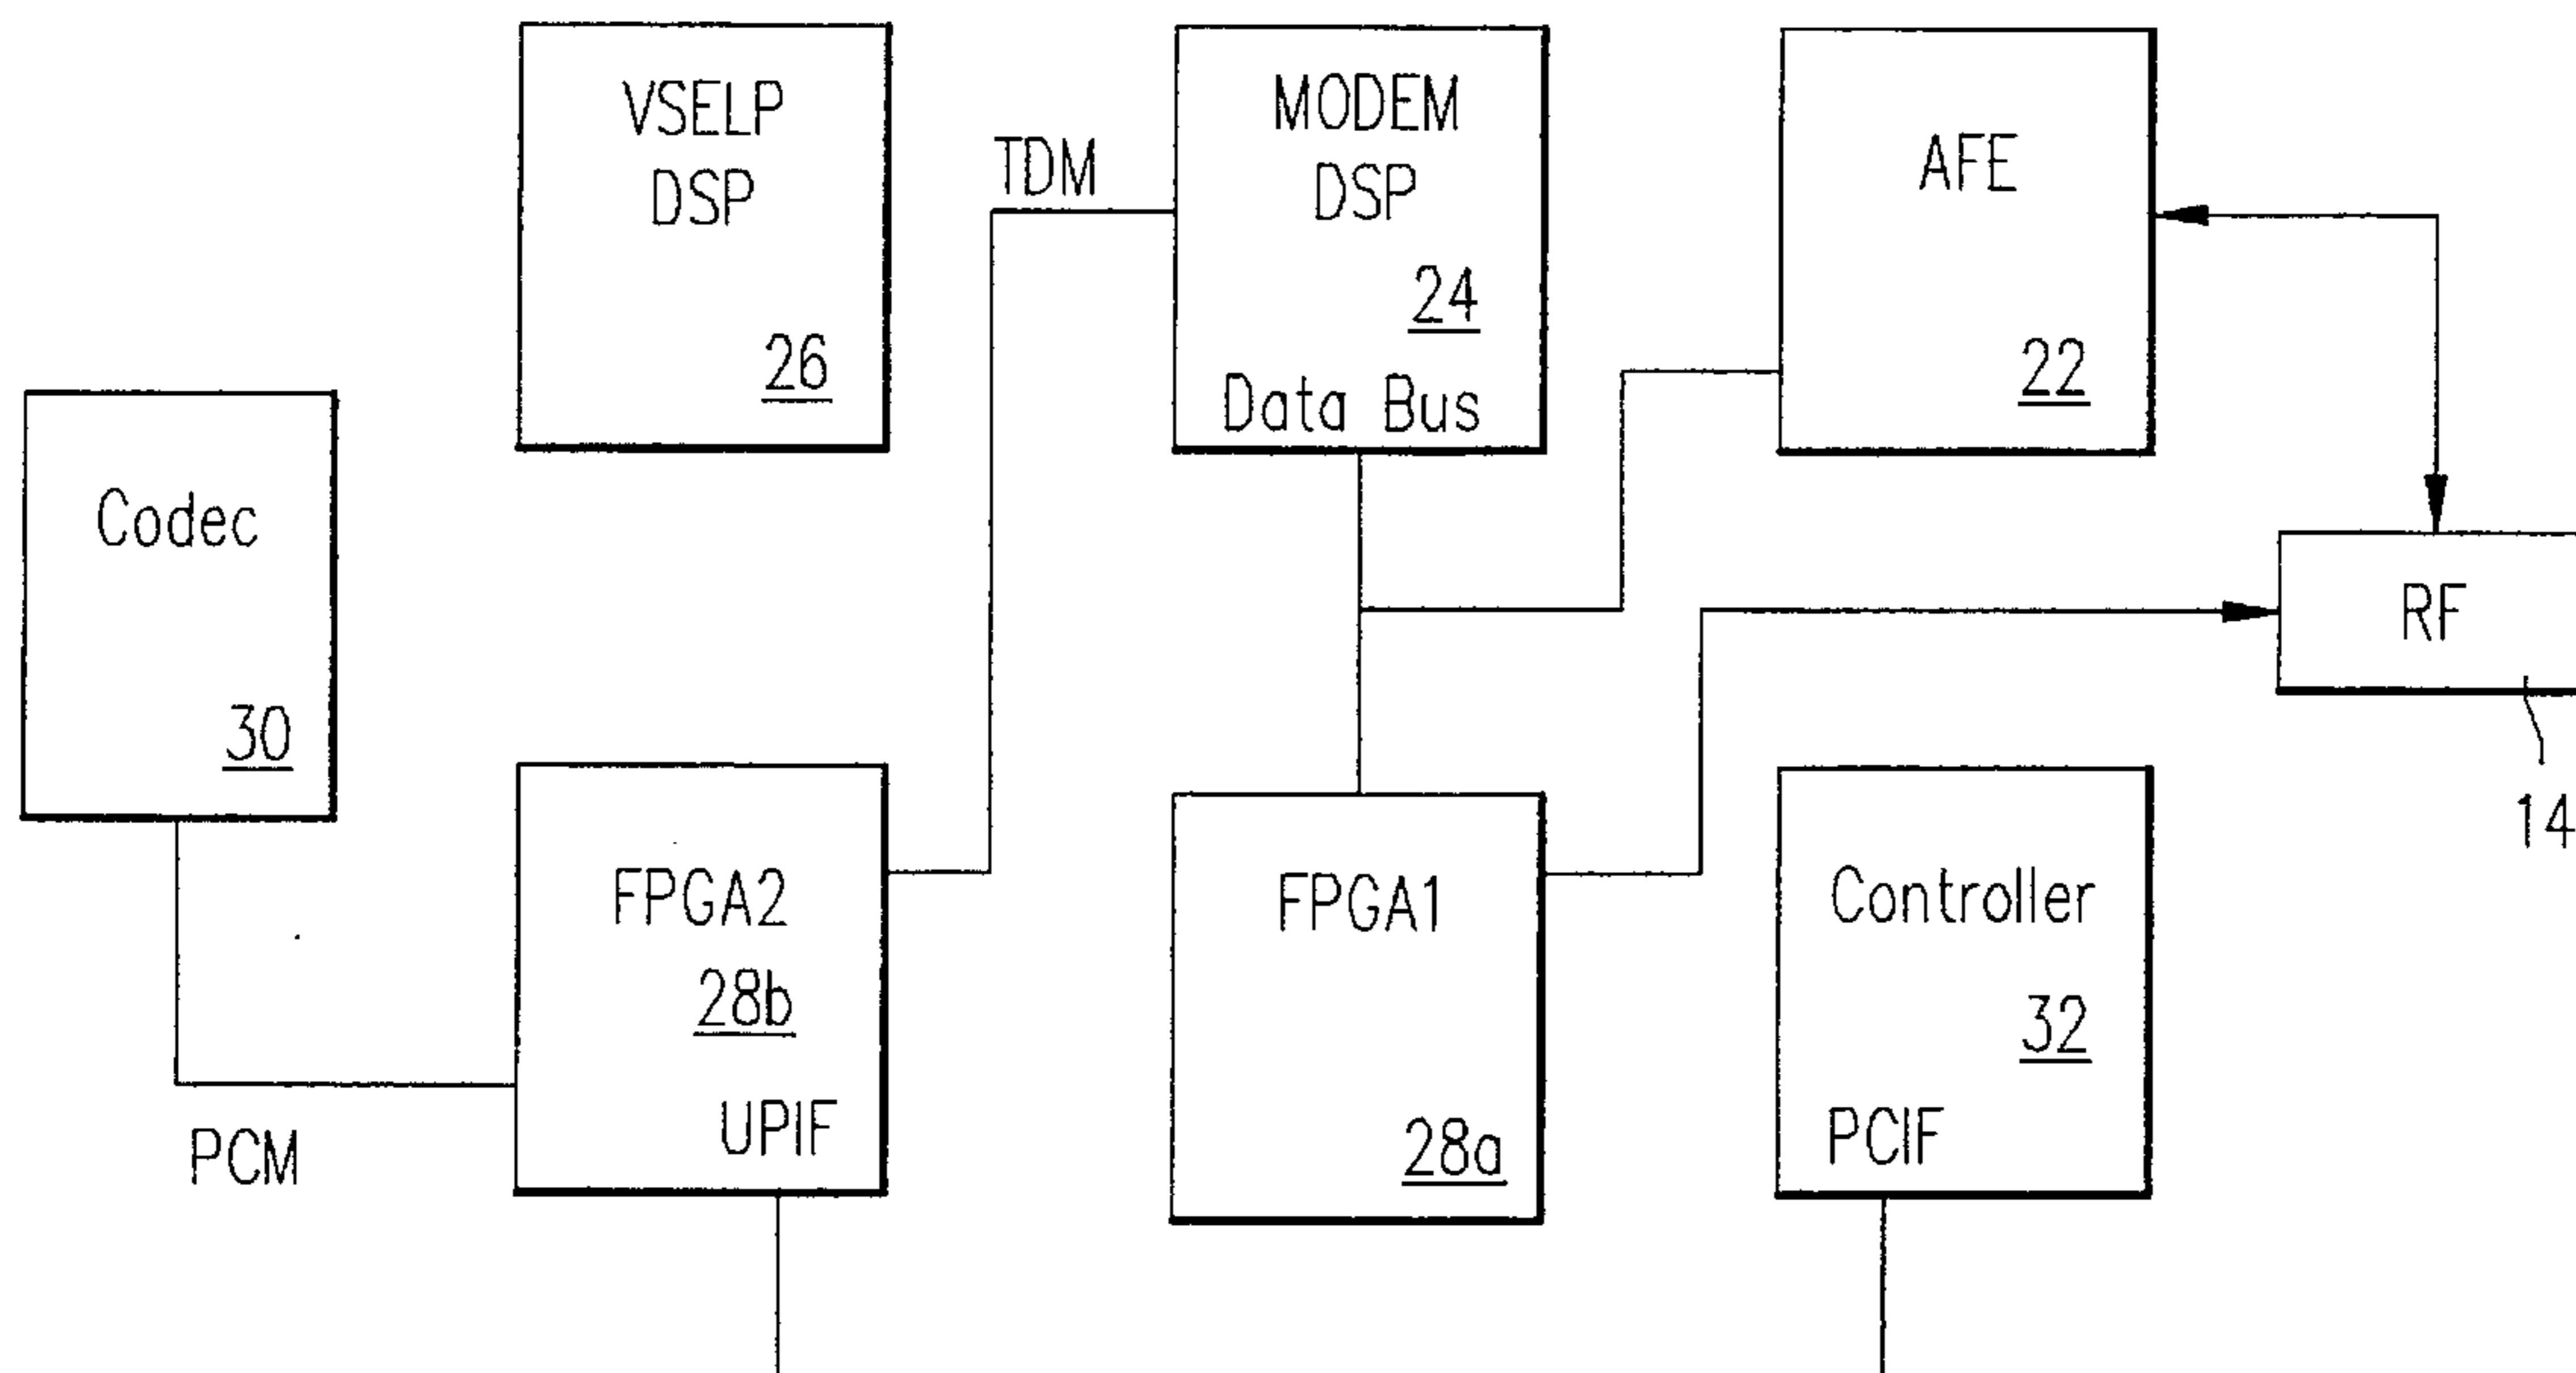 VSELP
DSP
26
TDM
MODEM
DSP
24
Data Bus
AFE
22
Codec
30
RF
14
FPGA2
28b
UPIF
PCM
FPGA1
28a
Controller
32
PCIF